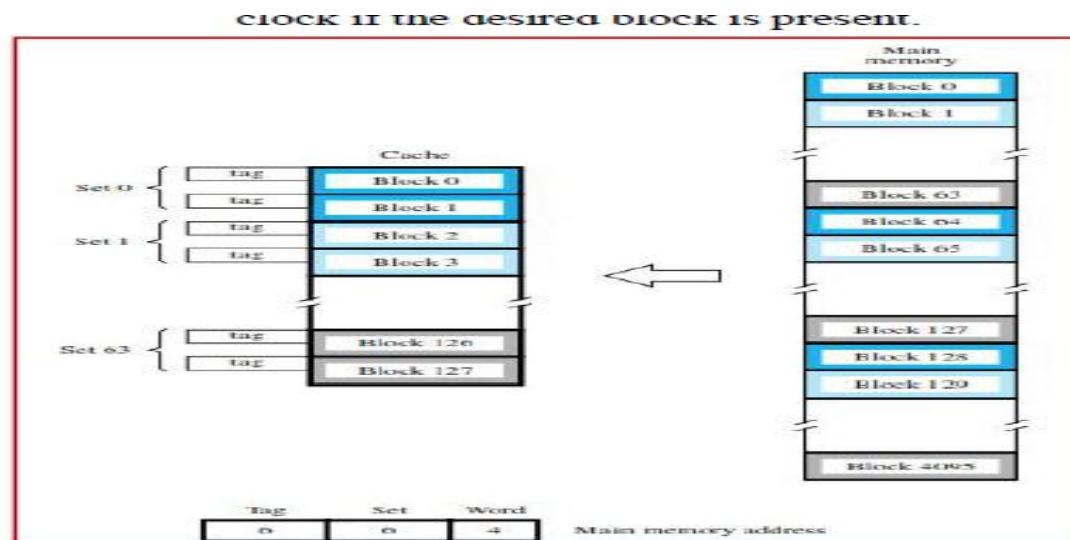 clock if the desired block is present.
Main
memory
Block 0
Block 1
Cache
Set 0
tag
Block 0
tag
Block 1
Set 1
tag
Block 2
tag
Block 3
Block 63
Block 64
Block 65
Set 63
tag
Block 126
tag
Block 127
Block 127
Block 128
Block 129
Block 4095
Tag Set Word
6 6 4 Main memory address